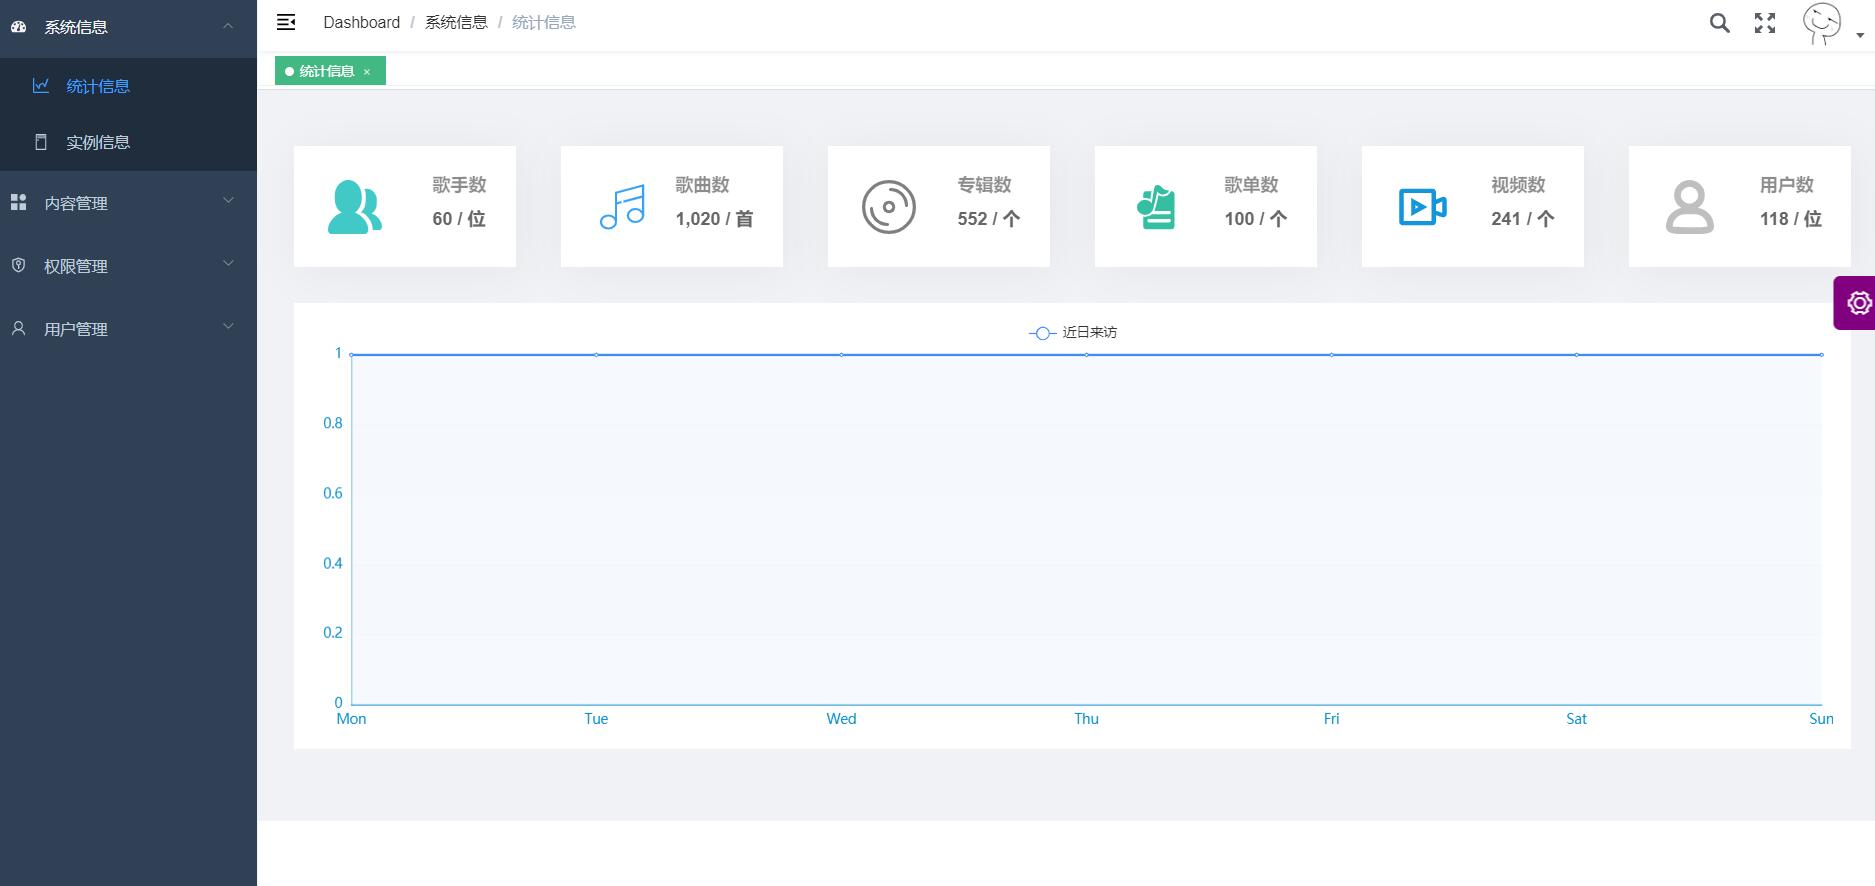 系统信息
统计信息
实例信息
内容管理
权限管理
用户管理
Dashboard / 系统信息 / 统计信息
统计信息 ×
歌手数
60 / 位
歌曲数
1,020 / 首
专辑数
552 / 个
歌单数
100 / 个
视频数
241 / 个
用户数
118 / 位
近日来访
1
0.8
0.6
0.4
0.2
0
Mon Tue Wed Thu Fri Sat Sun